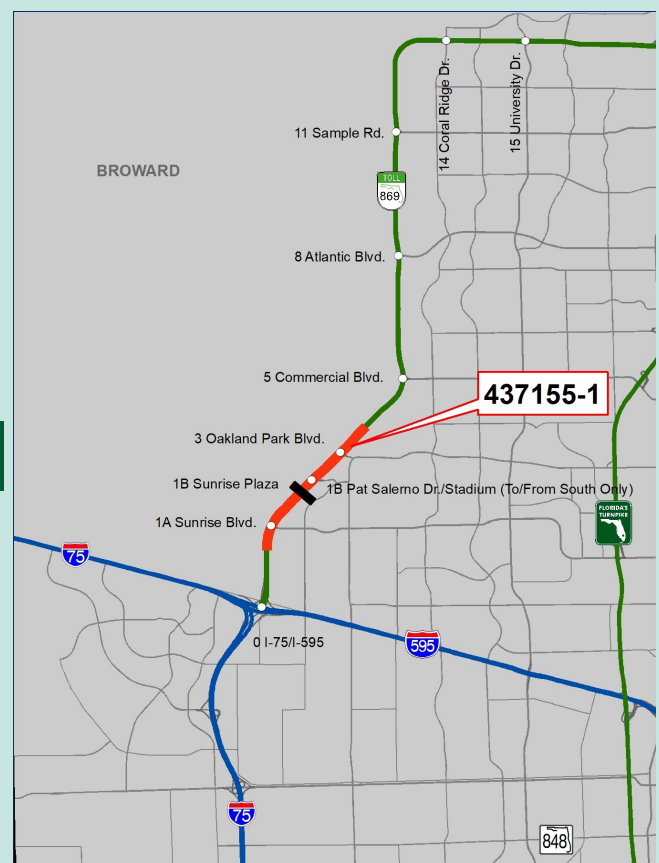 14 Coral Ridge Dr.
15 University Dr.
11 Sample Rd.
BROWARD
TOLL
869
8 Atlantic Blvd.
5 Commercial Blvd.
437155-1
3 Oakland Park Blvd.
1B Sunrise Plaza
1B Pat Salerno Dr./Stadium (To/From South Only)
1A Sunrise Blvd.
FLORIDA'S
TURNPIKE
75
0 I-75/I-595
595
75
848